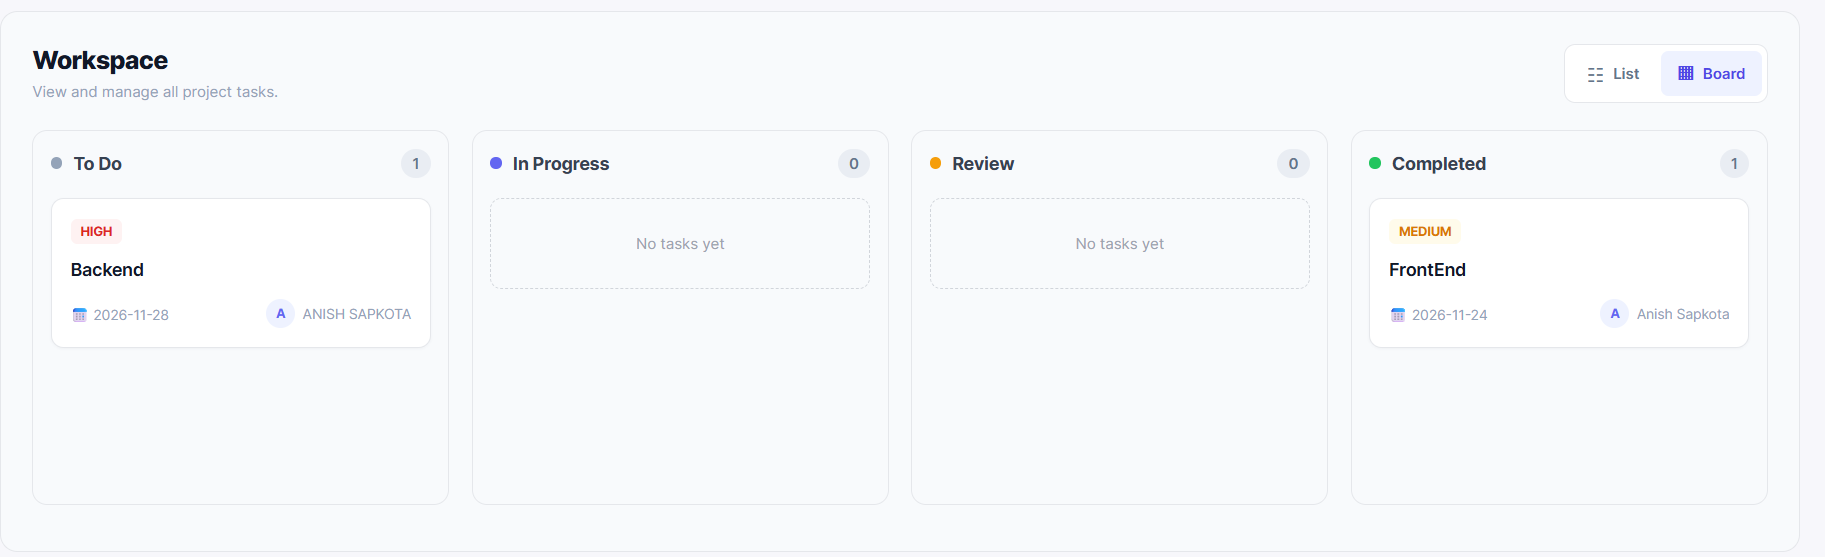 Workspace
View and manage all project tasks.
List
Board
To Do
1
HIGH
Backend
2026-11-28
A
ANISH SAPKOTA
In Progress
0
No tasks yet
Review
0
No tasks yet
Completed
1
MEDIUM
FrontEnd
2026-11-24
A
Anish Sapkota